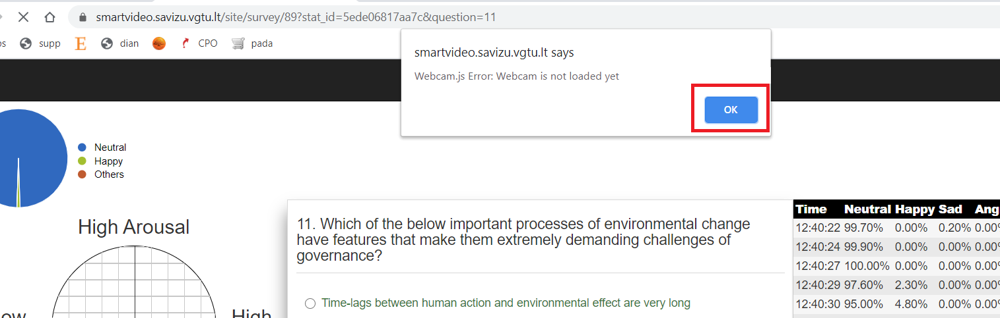 smartvideo.savizu.vgtu.lt/site/survey/89?stat_id=5ede06817aa7c&question=11
ps supp E dian CPO pada
smartvideo.savizu.vgtu.lt says
Webcam.js Error: Webcam is not loaded yet
OK
Neutral
Happy
Others
High Arousal
High
11. Which of the below important processes of environmental change
have features that make them extremely demanding challenges of
governance?
Time-lags between human action and environmental effect are very long
Time Neutral Happy Sad Ang
12:40:22 99.70% 0.00% 0.20% 0.00%
12:40:24 99.90% 0.00% 0.00% 0.00%
12:40:27 100.00% 0.00% 0.00% 0.00%
12:40:29 97.60% 2.30% 0.00% 0.00%
12:40:30 95.00% 4.80% 0.00% 0.00%